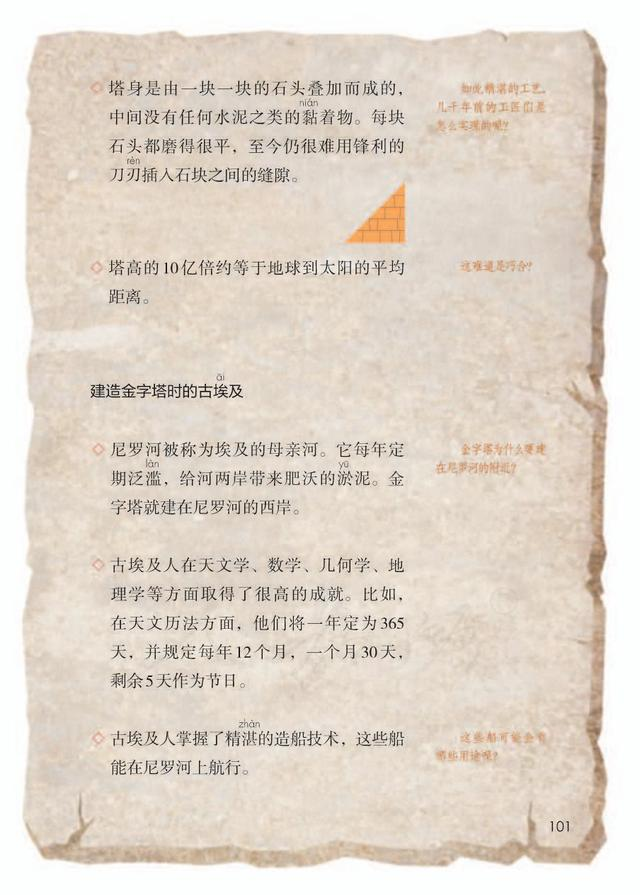 塔身是由一块一块的石头叠加而成的，
中间没有任何水泥之类的黏着物。每块
nián
石头都磨得很平，至今仍很难用锋利的
刀刃插入石块之间的缝隙。
rèn
如此精湛的工艺，
几千年前的工匠们是
怎么实现的呢？
塔高的10亿倍约等于地球到太阳的平均
距离。
这难道是巧合？
āi
建造金字塔时的古埃及
尼罗河被称为埃及的母亲河。它每年定
làn
yū
期泛滥，给河两岸带来肥沃的淤泥。金
字塔就建在尼罗河的西岸。
金字塔为什么要建
在尼罗河的附近？
古埃及人在天文学、数学、几何学、地
理学等方面取得了很高的成就。比如，
在天文历法方面，他们将一年定为365
天，并规定每年12个月，一个月30天，
剩余5天作为节日。
zhàn
古埃及人掌握了精湛的造船技术，这些船
能在尼罗河上航行。
这些船可能会有
哪些用途呢？
101